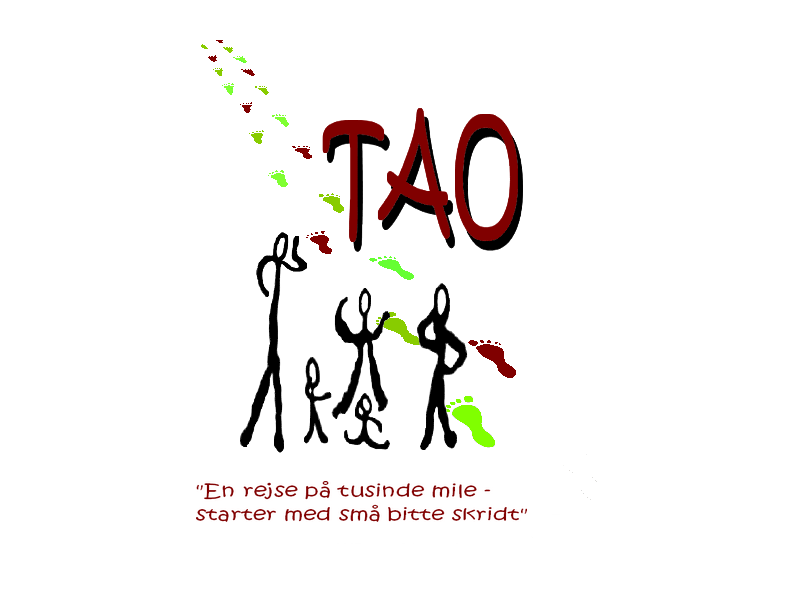 TAO
"En rejse på tusinde mile -
starter med små bitte skridt"